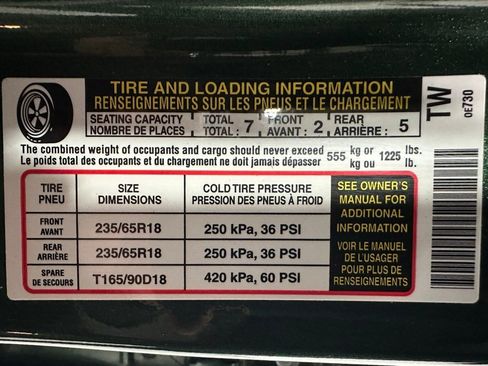 TIRE AND LOADING INFORMATION
RENSEIGNEMENTS SUR LES PNEUS ET LE CHARGEMENT
SEATING CAPACITY TOTAL FRONT REAR
NOMBRE DE PLACES TOTAL : 7 AVANT : 2 ARRIÈRE : 5
The combined weight of occupants and cargo should never exceed 555 kg or 1225 lbs.
Le poids total des occupants et du chargement ne doit jamais dépasser kg ou lb.
TIRE SIZE COLD TIRE PRESSURE
PNEU DIMENSIONS PRESSION DES PNEUS À FROID
FRONT
AVANT 235/65R18 250 kPa, 36 PSI
REAR
ARRIÈRE 235/65R18 250 kPa, 36 PSI
SPARE
DE SECOURS T165/90D18 420 kPa, 60 PSI
SEE OWNER'S
MANUAL FOR
ADDITIONAL
INFORMATION
VOIR LE MANUEL
DE L'USAGER
POUR PLUS DE
RENSEIGNEMENTS
TW
0E730